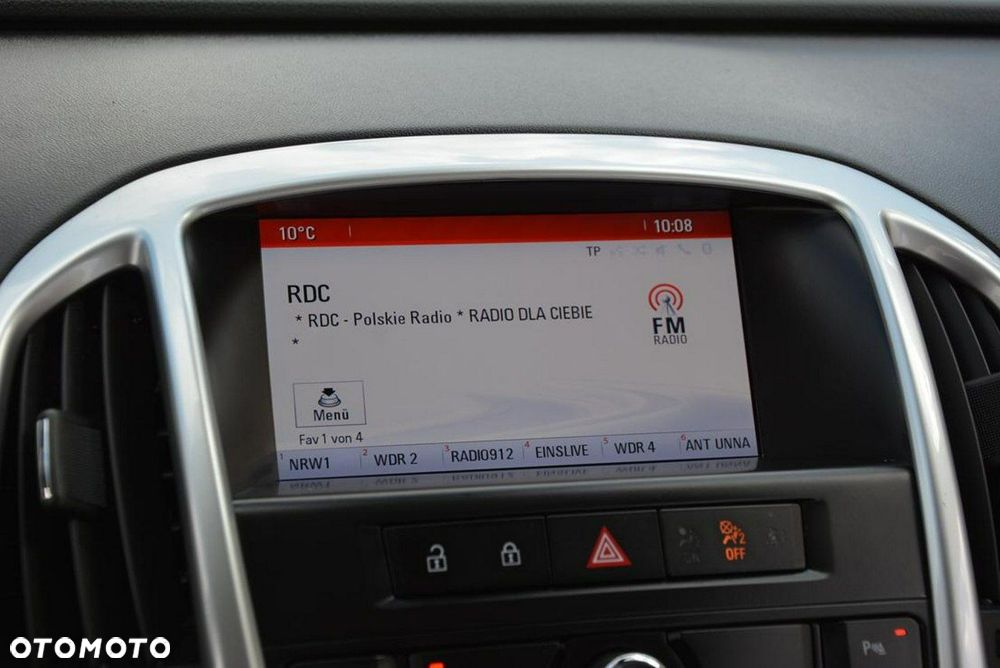 10°C
10:08
TP
RDC
* RDC - Polskie Radio * RADIO DLA CIEBIE
*
FM
RADIO
Menü
Fav 1 von 4
1 NRW1 2 WDR 2 3 RADIO912 4 EINSLIVE 5 WDR 4 6 ANT UNNA
2
OFF
P
OTOMOTO